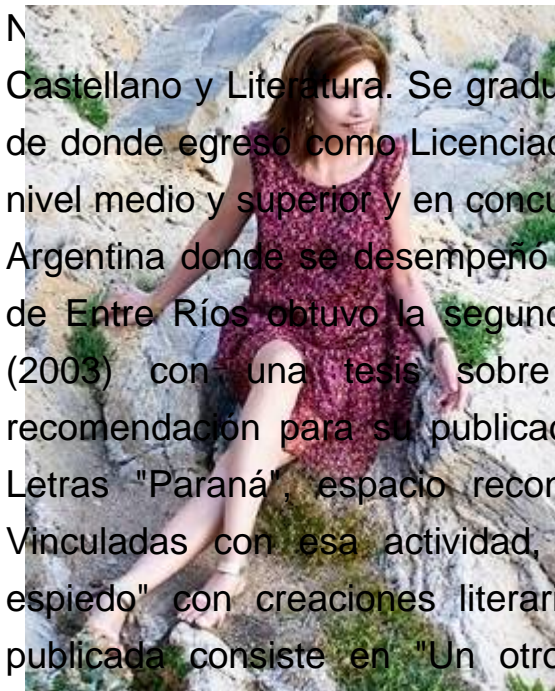 N
Castellano y Literatura. Se gradu
de donde egresó como Licenciad
nivel medio y superior y en concu
Argentina donde se desempeñó
de Entre Ríos obtuvo la segund
(2003) con una tesis sobre
recomendación para su publicac
Letras "Paraná", espacio recon
Vinculadas con esa actividad,
espiedo" con creaciones literari
publicada consiste en "Un otro